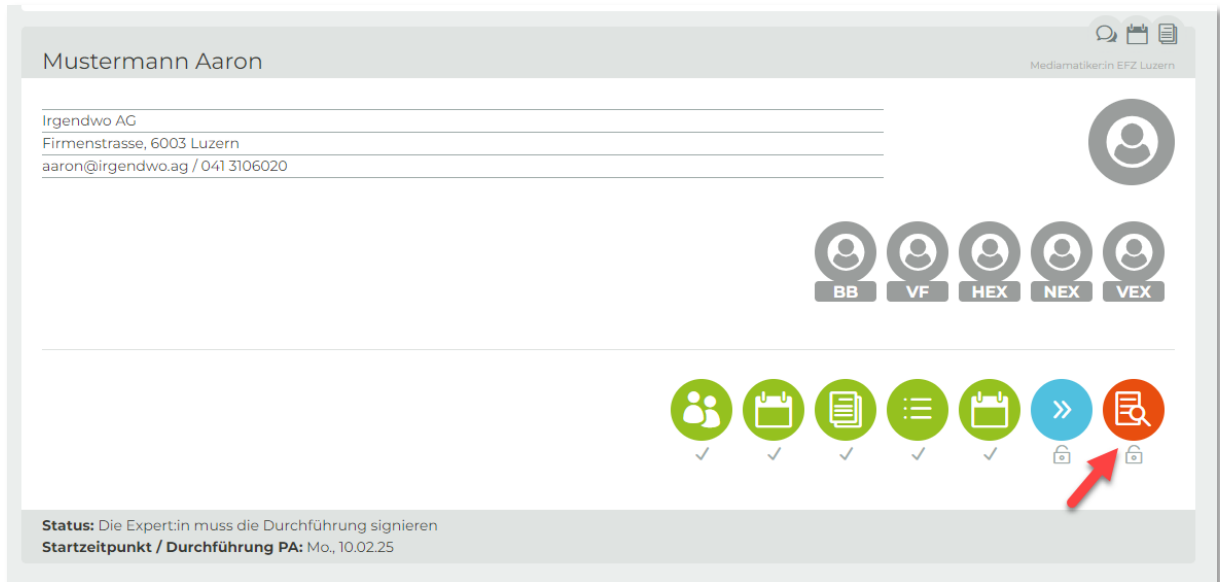 Mustermann Aaron
Mediamatiker:in EFZ Luzern
Irgendwo AG
Firmenstrasse, 6003 Luzern
aaron@irgendwo.ag / 041 3106020
BB VF HEX NEX VEX
Status: Die Expert:in muss die Durchführung signieren
Startzeitpunkt / Durchführung PA: Mo., 10.02.25